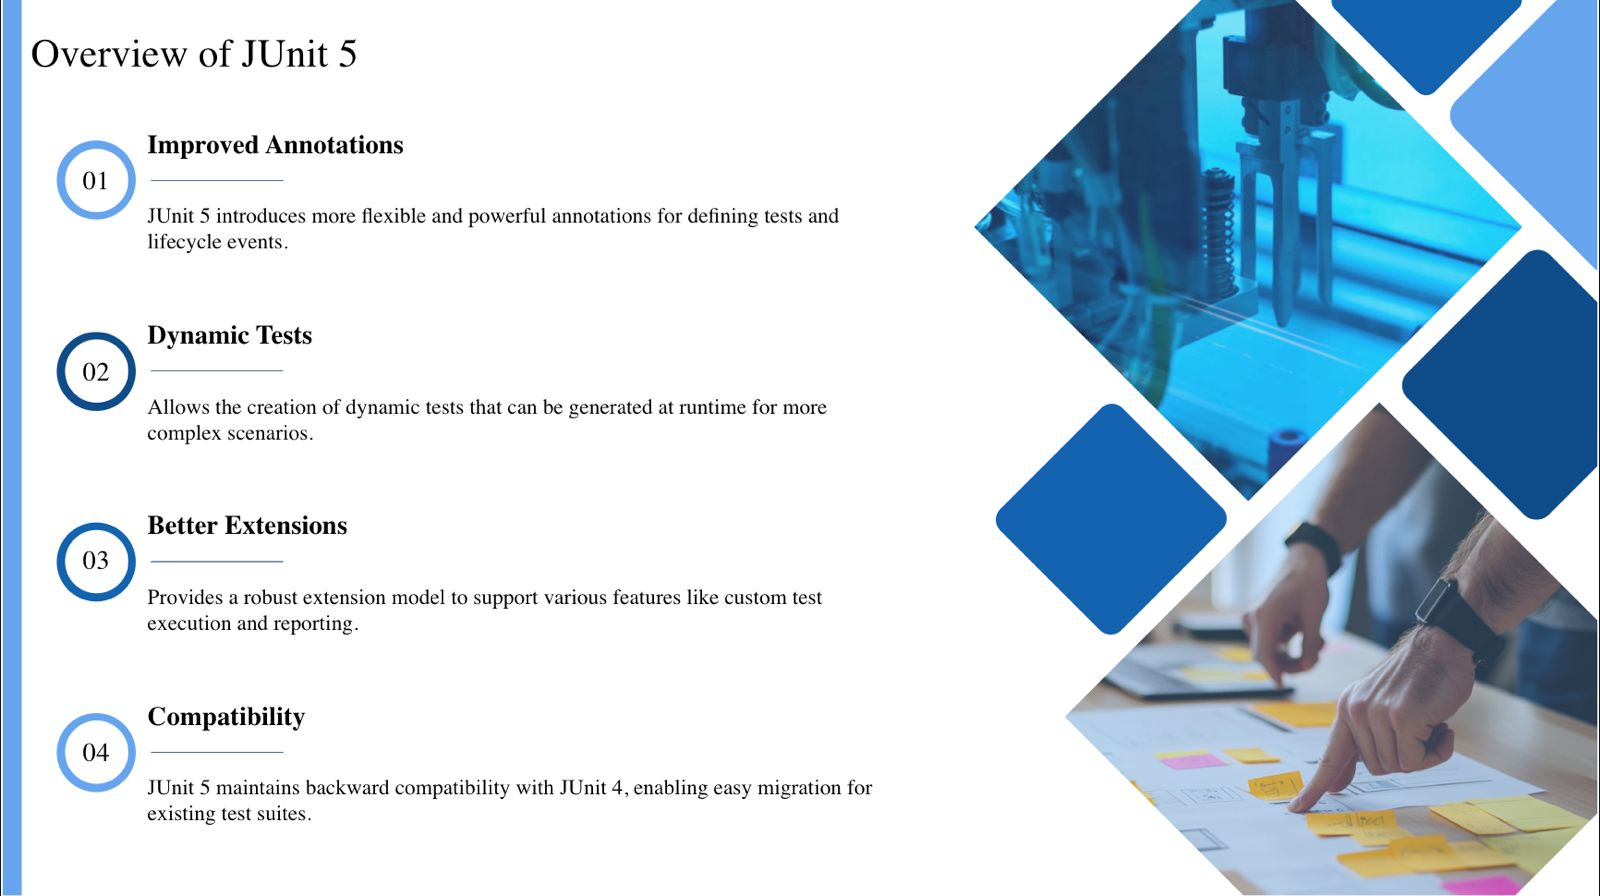 Overview of JUnit 5
01
Improved Annotations
JUnit 5 introduces more flexible and powerful annotations for defining tests and
lifecycle events.
02
Dynamic Tests
Allows the creation of dynamic tests that can be generated at runtime for more
complex scenarios.
03
Better Extensions
Provides a robust extension model to support various features like custom test
execution and reporting.
04
Compatibility
JUnit 5 maintains backward compatibility with JUnit 4, enabling easy migration for
existing test suites.